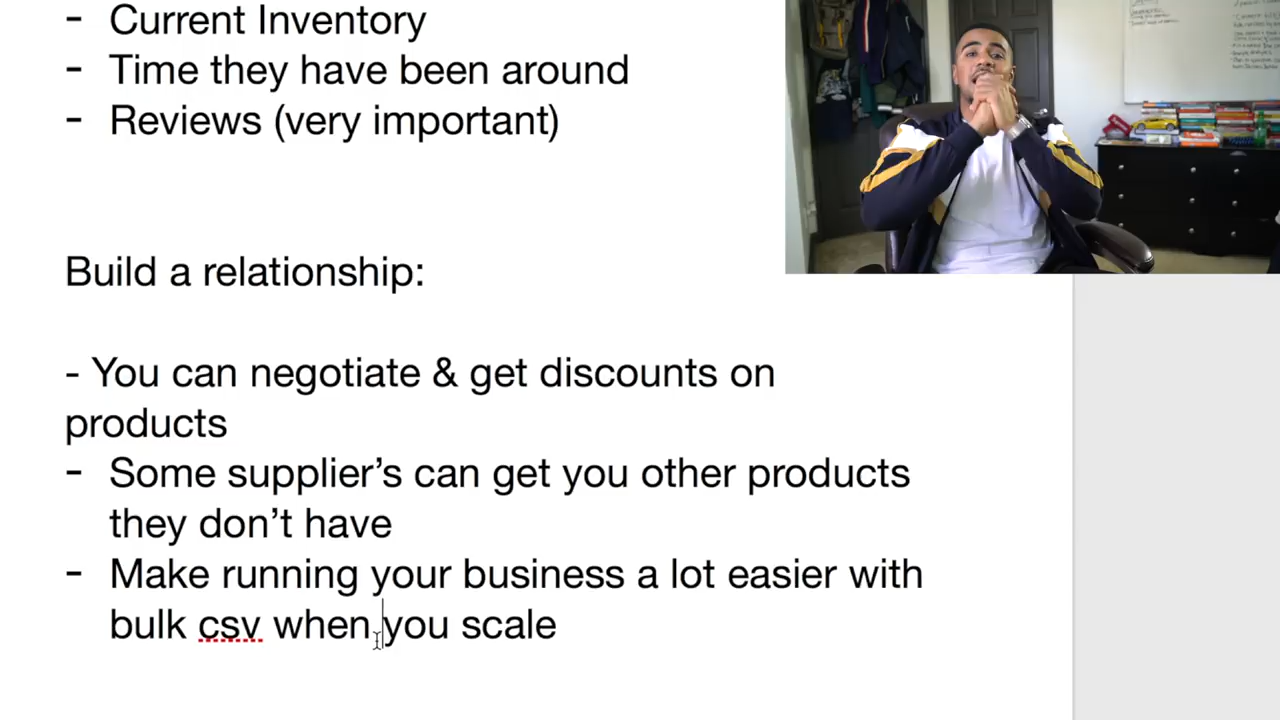 - Current Inventory
- Time they have been around
- Reviews (very important)
Build a relationship:
- You can negotiate & get discounts on
products
- Some supplier’s can get you other products
they don’t have
- Make running your business a lot easier with
bulk csv when you scale